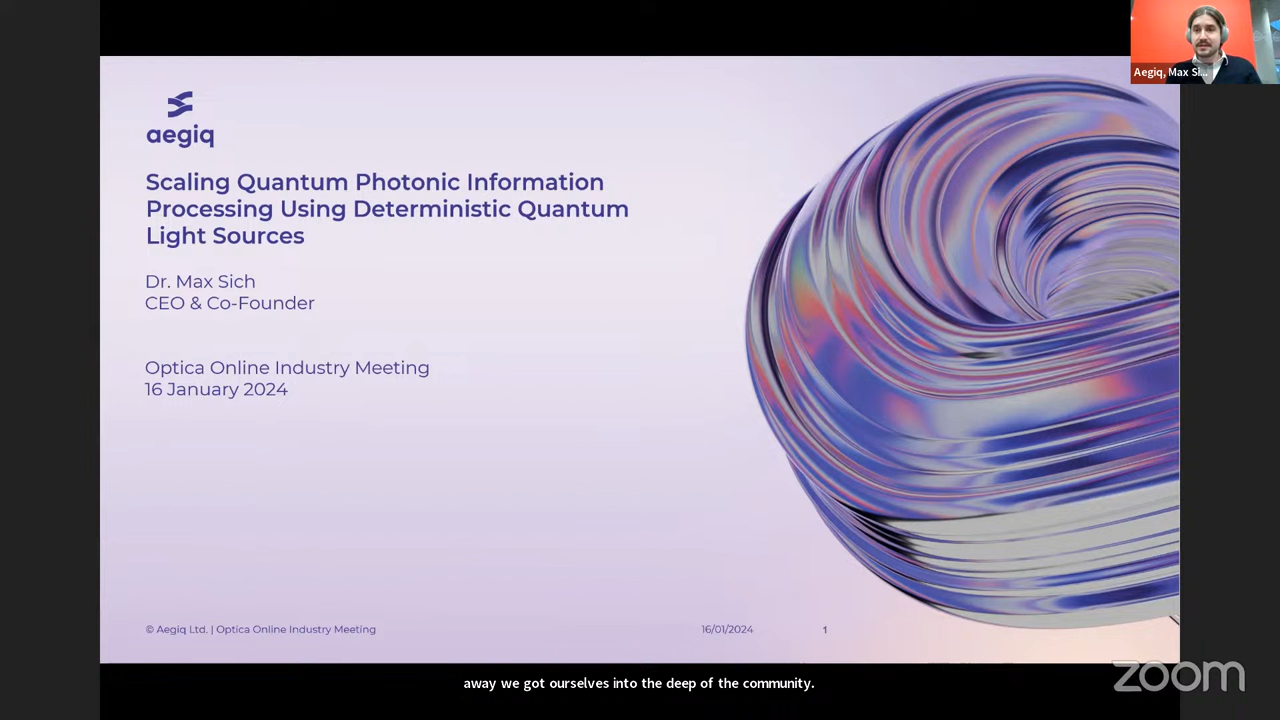 Aegiq, Max Si...
aegiq
Scaling Quantum Photonic Information
Processing Using Deterministic Quantum
Light Sources
Dr. Max Sich
CEO & Co-Founder
Optica Online Industry Meeting
16 January 2024
© Aegiq Ltd. | Optica Online Industry Meeting
16/01/2024
1
away we got ourselves into the deep of the community.
zoom